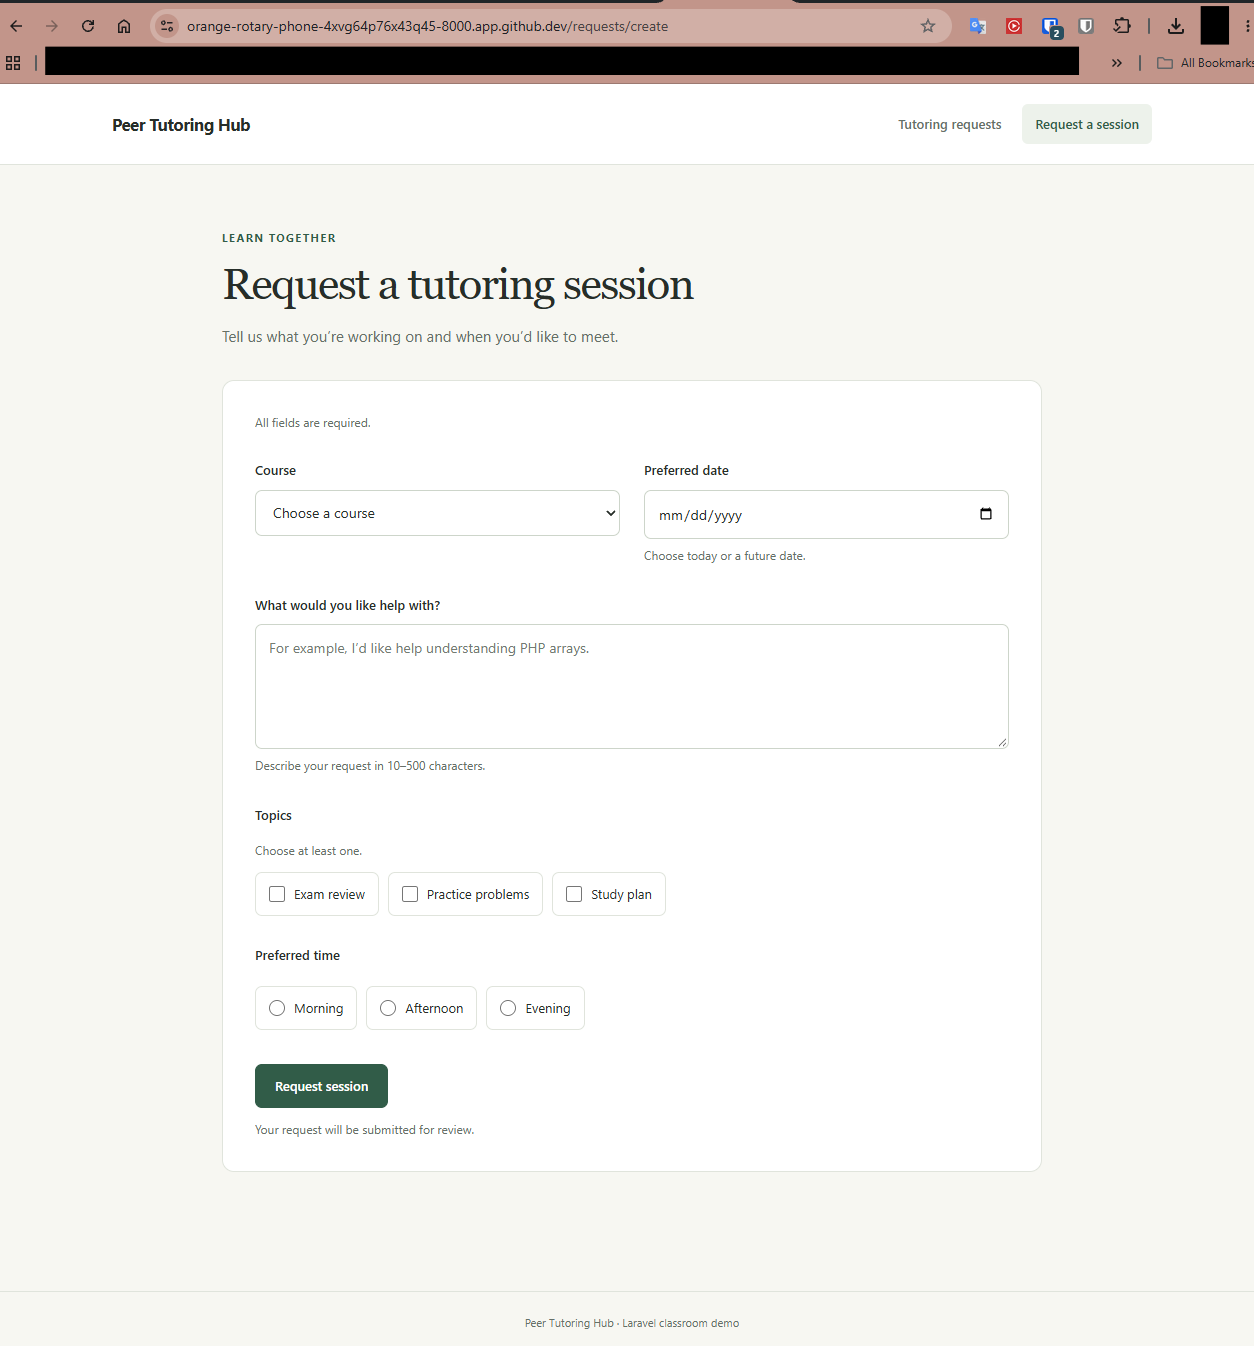 orange-rotary-phone-4xvg64p76x43q45-8000.app.github.dev/requests/create
2
All Bookmarks
Peer Tutoring Hub
Tutoring requests
Request a session
LEARN TOGETHER
Request a tutoring session
Tell us what you’re working on and when you’d like to meet.
All fields are required.
Course
Preferred date
Choose a course
mm/dd/yyyy
Choose today or a future date.
What would you like help with?
For example, I’d like help understanding PHP arrays.
Describe your request in 10–500 characters.
Topics
Choose at least one.
Exam review
Practice problems
Study plan
Preferred time
Morning
Afternoon
Evening
Request session
Your request will be submitted for review.
Peer Tutoring Hub · Laravel classroom demo